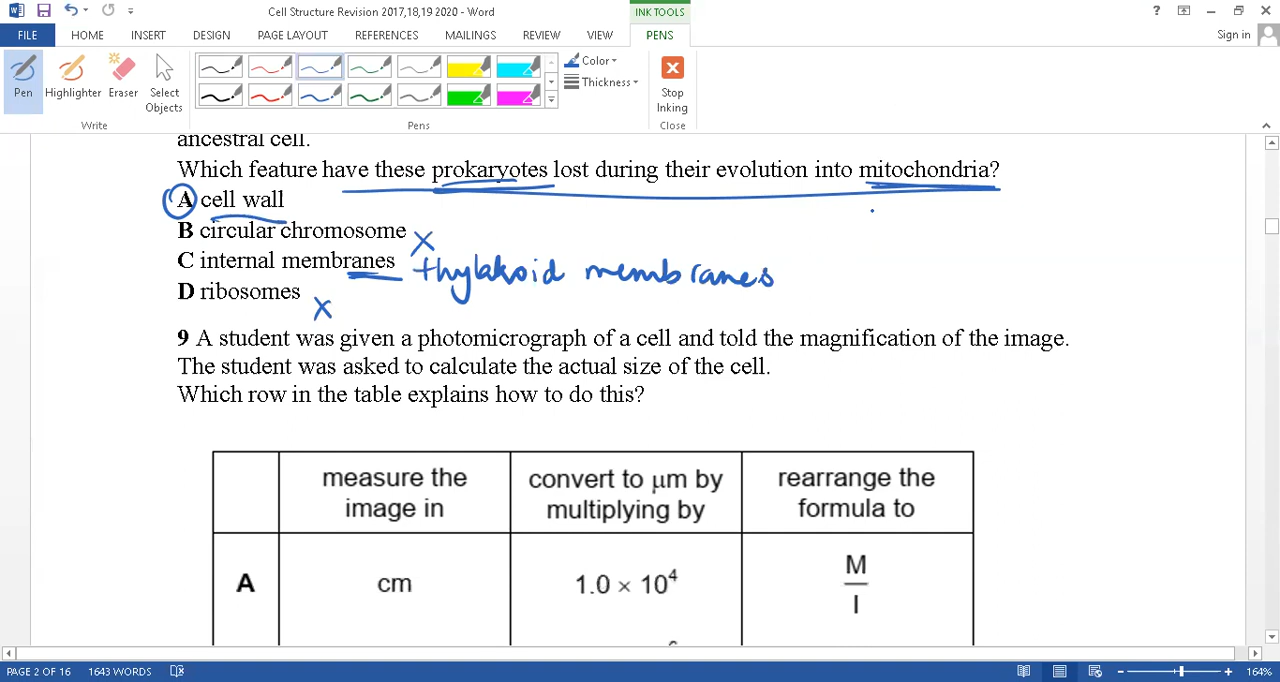 Cell Structure Revision 2017,18,19 2020 - Word
INK TOOLS
FILE HOME INSERT DESIGN PAGE LAYOUT REFERENCES MAILINGS REVIEW VIEW PENS
Sign in
Pen Highlighter Eraser Select Objects
Color
Thickness
Stop Inking
Write Pens Close
ancestral cell.
Which feature have these prokaryotes lost during their evolution into mitochondria?
A cell wall
B circular chromosome X
C internal membranes thylakoid membranes
D ribosomes X
9 A student was given a photomicrograph of a cell and told the magnification of the image.
The student was asked to calculate the actual size of the cell.
Which row in the table explains how to do this?
measure the image in
convert to µm by multiplying by
rearrange the formula to
A cm 1.0 × 10⁴ M/I
PAGE 2 OF 16 1643 WORDS 164%